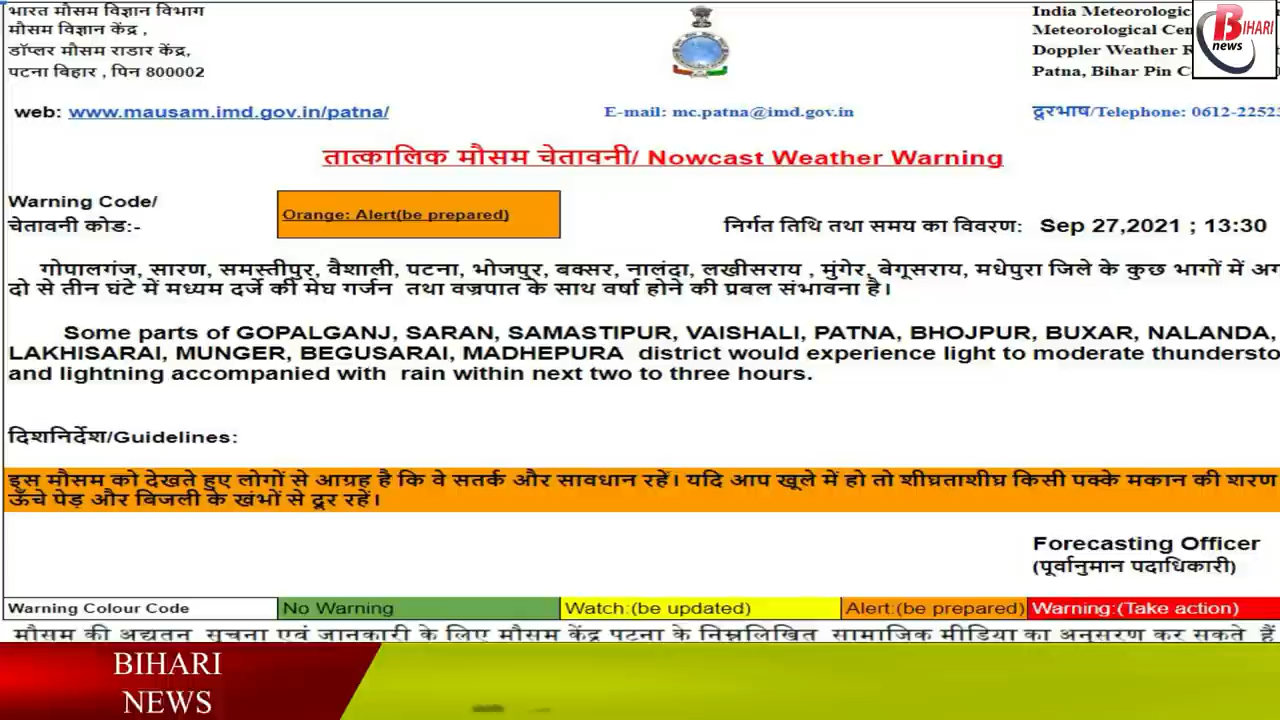 भारत मौसम विज्ञान विभाग
मौसम विज्ञान केंद्र ,
डॉप्लर मौसम राडार केंद्र,
पटना बिहार , पिन 800002
India Meteorologic
Meteorological Cen
Doppler Weather R
Patna, Bihar Pin C
BIHARI
news
web: www.mausam.imd.gov.in/patna/
E-mail: mc.patna@imd.gov.in
दूरभाष/Telephone: 0612-22523
तात्कालिक मौसम चेतावनी/ Nowcast Weather Warning
Warning Code/
चेतावनी कोड:-
Orange: Alert(be prepared)
निर्गत तिथि तथा समय का विवरण: Sep 27,2021 ; 13:30
गोपालगंज, सारण, समस्तीपुर, वैशाली, पटना, भोजपुर, बक्सर, नालंदा, लखीसराय , मुंगेर, बेगूसराय, मधेपुरा जिले के कुछ भागों में अग
दो से तीन घंटे में मध्यम दर्जे की मेघ गर्जन तथा वज्रपात के साथ वर्षा होने की प्रबल संभावना है।
Some parts of GOPALGANJ, SARAN, SAMASTIPUR, VAISHALI, PATNA, BHOJPUR, BUXAR, NALANDA,
LAKHISARAI, MUNGER, BEGUSARAI, MADHEPURA district would experience light to moderate thundersto
and lightning accompanied with rain within next two to three hours.
दिशनिर्देश/Guidelines:
इस मौसम को देखते हुए लोगों से आग्रह है कि वे सतर्क और सावधान रहें। यदि आप खूले में हो तो शीघ्रताशीघ्र किसी पक्के मकान की शरण
ऊँचे पेड़ और बिजली के खंभों से दूर रहें।
Forecasting Officer
(पूर्वानुमान पदाधिकारी)
Warning Colour Code
No Warning
Watch:(be updated)
Alert:(be prepared)
Warning:(Take action)
मौसम की अद्यतन सूचना एवं जानकारी के लिए मौसम केंद्र पटना के निम्नलिखित सामाजिक मीडिया का अनुसरण कर सकते हैं
BIHARI
NEWS